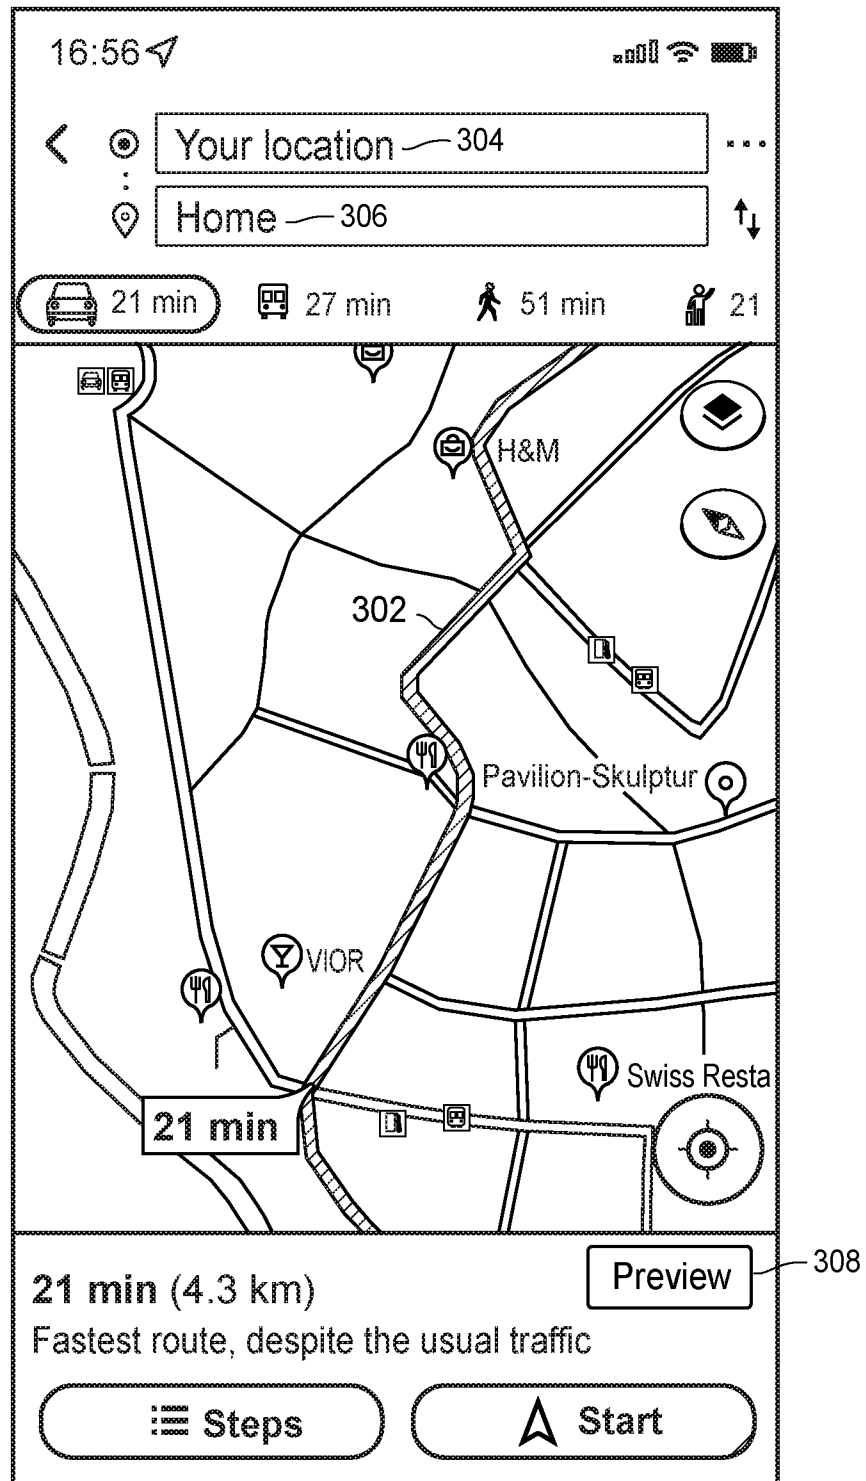 16:56
Your location 304
Home 306
21 min 27 min 51 min 21
H&M
302
Pavilion-Skulptur
VIOR
Swiss Resta
21 min
Preview 308
21 min (4.3 km)
Fastest route, despite the usual traffic
Steps Start